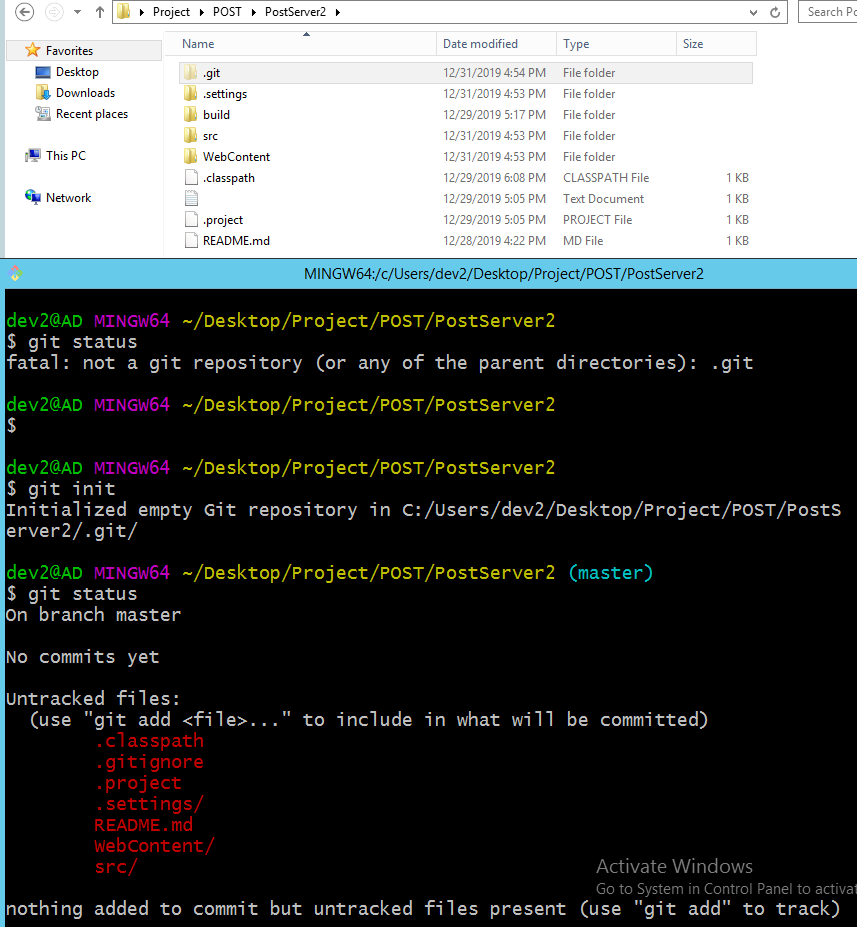 Project ▸ POST ▸ PostServer2 ▸
Search Po
Name Date modified Type Size
Favorites
Desktop
Downloads
Recent places
This PC
Network
.git 12/31/2019 4:54 PM File folder
.settings 12/31/2019 4:53 PM File folder
build 12/29/2019 5:17 PM File folder
src 12/31/2019 4:53 PM File folder
WebContent 12/31/2019 4:53 PM File folder
.classpath 12/29/2019 6:08 PM CLASSPATH File 1 KB
12/29/2019 5:05 PM Text Document 1 KB
.project 12/29/2019 5:05 PM PROJECT File 1 KB
README.md 12/28/2019 4:22 PM MD File 1 KB
MINGW64:/c/Users/dev2/Desktop/Project/POST/PostServer2
dev2@AD MINGW64 ~/Desktop/Project/POST/PostServer2
$ git status
fatal: not a git repository (or any of the parent directories): .git
dev2@AD MINGW64 ~/Desktop/Project/POST/PostServer2
$
dev2@AD MINGW64 ~/Desktop/Project/POST/PostServer2
$ git init
Initialized empty Git repository in C:/Users/dev2/Desktop/Project/POST/PostS
erver2/.git/
dev2@AD MINGW64 ~/Desktop/Project/POST/PostServer2 (master)
$ git status
On branch master
No commits yet
Untracked files:
(use "git add <file>..." to include in what will be committed)
.classpath
.gitignore
.project
.settings/
README.md
WebContent/
src/
Activate Windows
Go to System in Control Panel to activat
nothing added to commit but untracked files present (use "git add" to track)